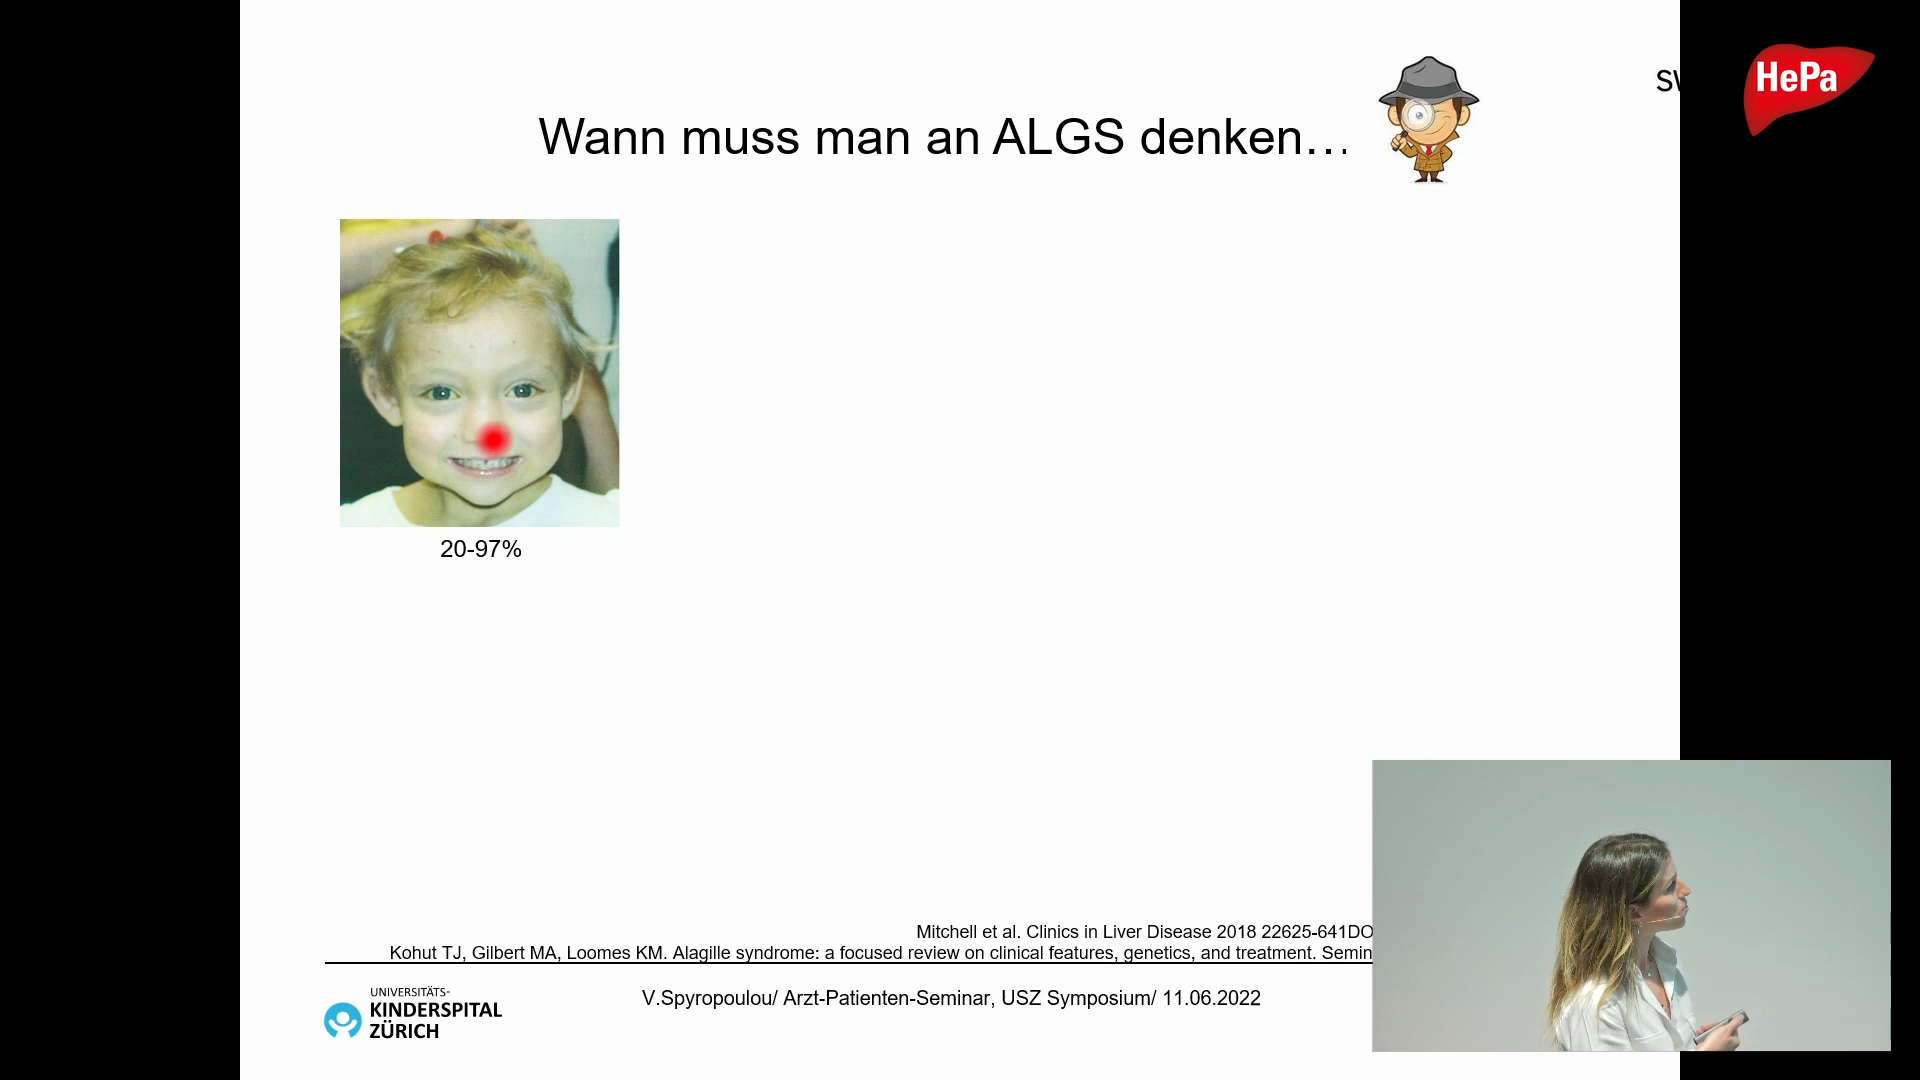 HePa
Wann muss man an ALGS denken…
20-97%
Mitchell et al. Clinics in Liver Disease 2018 22625-641DO
Kohut TJ, Gilbert MA, Loomes KM. Alagille syndrome: a focused review on clinical features, genetics, and treatment. Semin
UNIVERSITÄTS-
KINDERSPITAL
ZÜRICH
V.Spyropoulou/ Arzt-Patienten-Seminar, USZ Symposium/ 11.06.2022